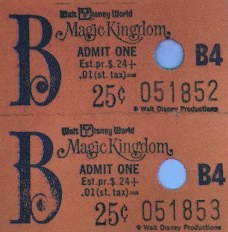 B
Walt Disney World
Magic Kingdom
ADMIT ONE
Est.pr.$.24+
.01(st.tax)=
25¢ 051852
B4
© Walt Disney Productions
B
Walt Disney World
Magic Kingdom
ADMIT ONE
Est.pr.$.24+
.01(st.tax)=
25¢ 051853
B4
© Walt Disney Productions